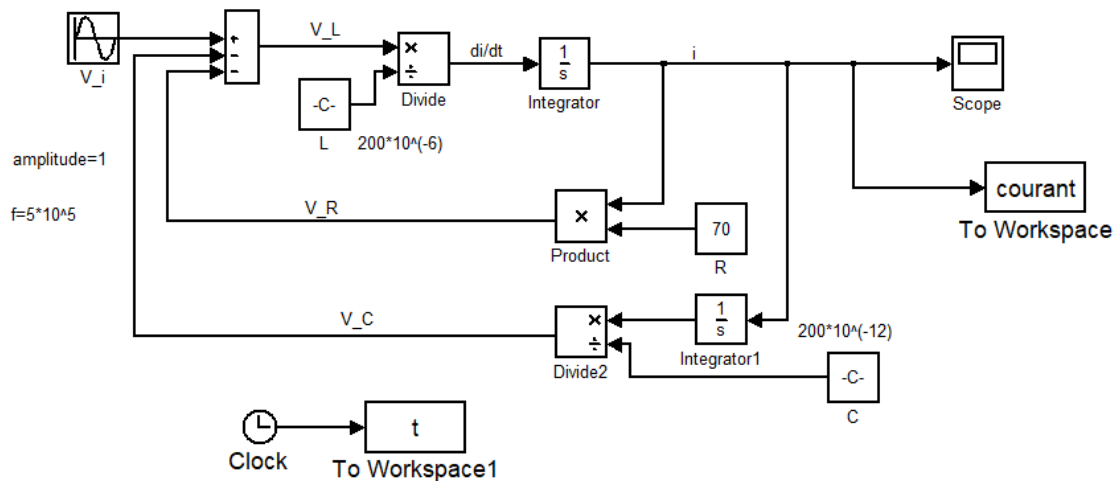 V_i
+
−
−
V_L
×
÷
Divide
di/dt
1
s
Integrator
i
Scope
-C-
L
200*10^(-6)
amplitude=1
f=5*10^5
V_R
×
Product
70
R
courant
To Workspace
V_C
×
÷
Divide2
1
s
Integrator1
200*10^(-12)
-C-
C
Clock
t
To Workspace1